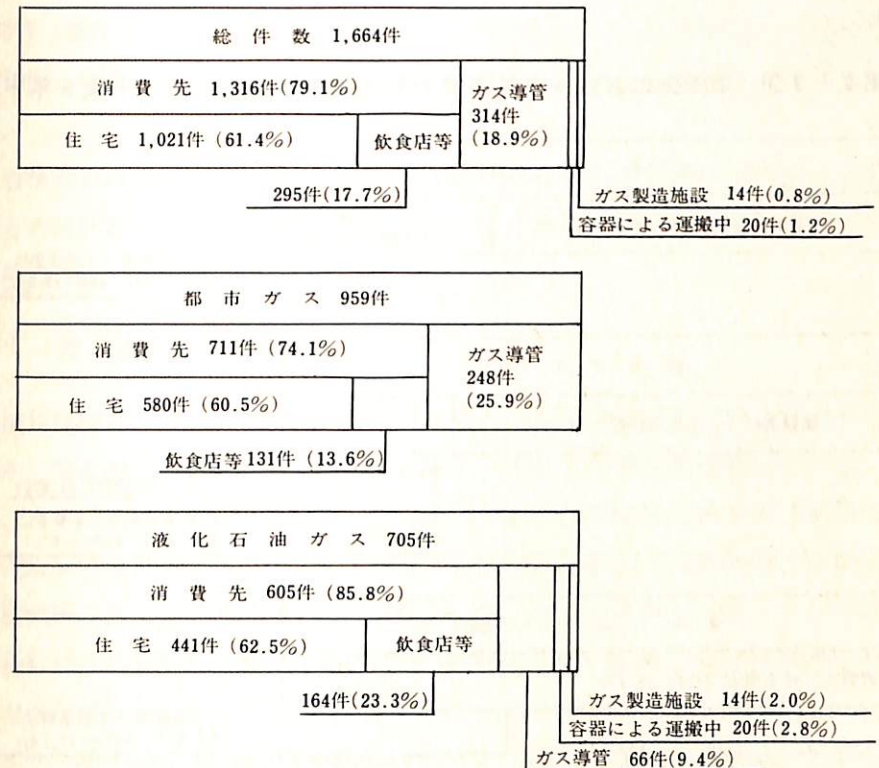 総件数 1,664件
消費先 1,316件(79.1%)
ガス導管
314件
(18.9%)
住宅 1,021件 (61.4%)
飲食店等
295件(17.7%)
ガス製造施設 14件(0.8%)
容器による運搬中 20件(1.2%)
都市ガス 959件
消費先 711件(74.1%)
ガス導管
248件
(25.9%)
住宅 580件(60.5%)
飲食店等131件 (13.6%)
液化石油ガス 705件
消費先 605件(85.8%)
住宅 441件(62.5%)
飲食店等
164件(23.3%)
ガス製造施設 14件(2.0%)
容器による運搬中 20件(2.8%)
ガス導管 66件(9.4%)